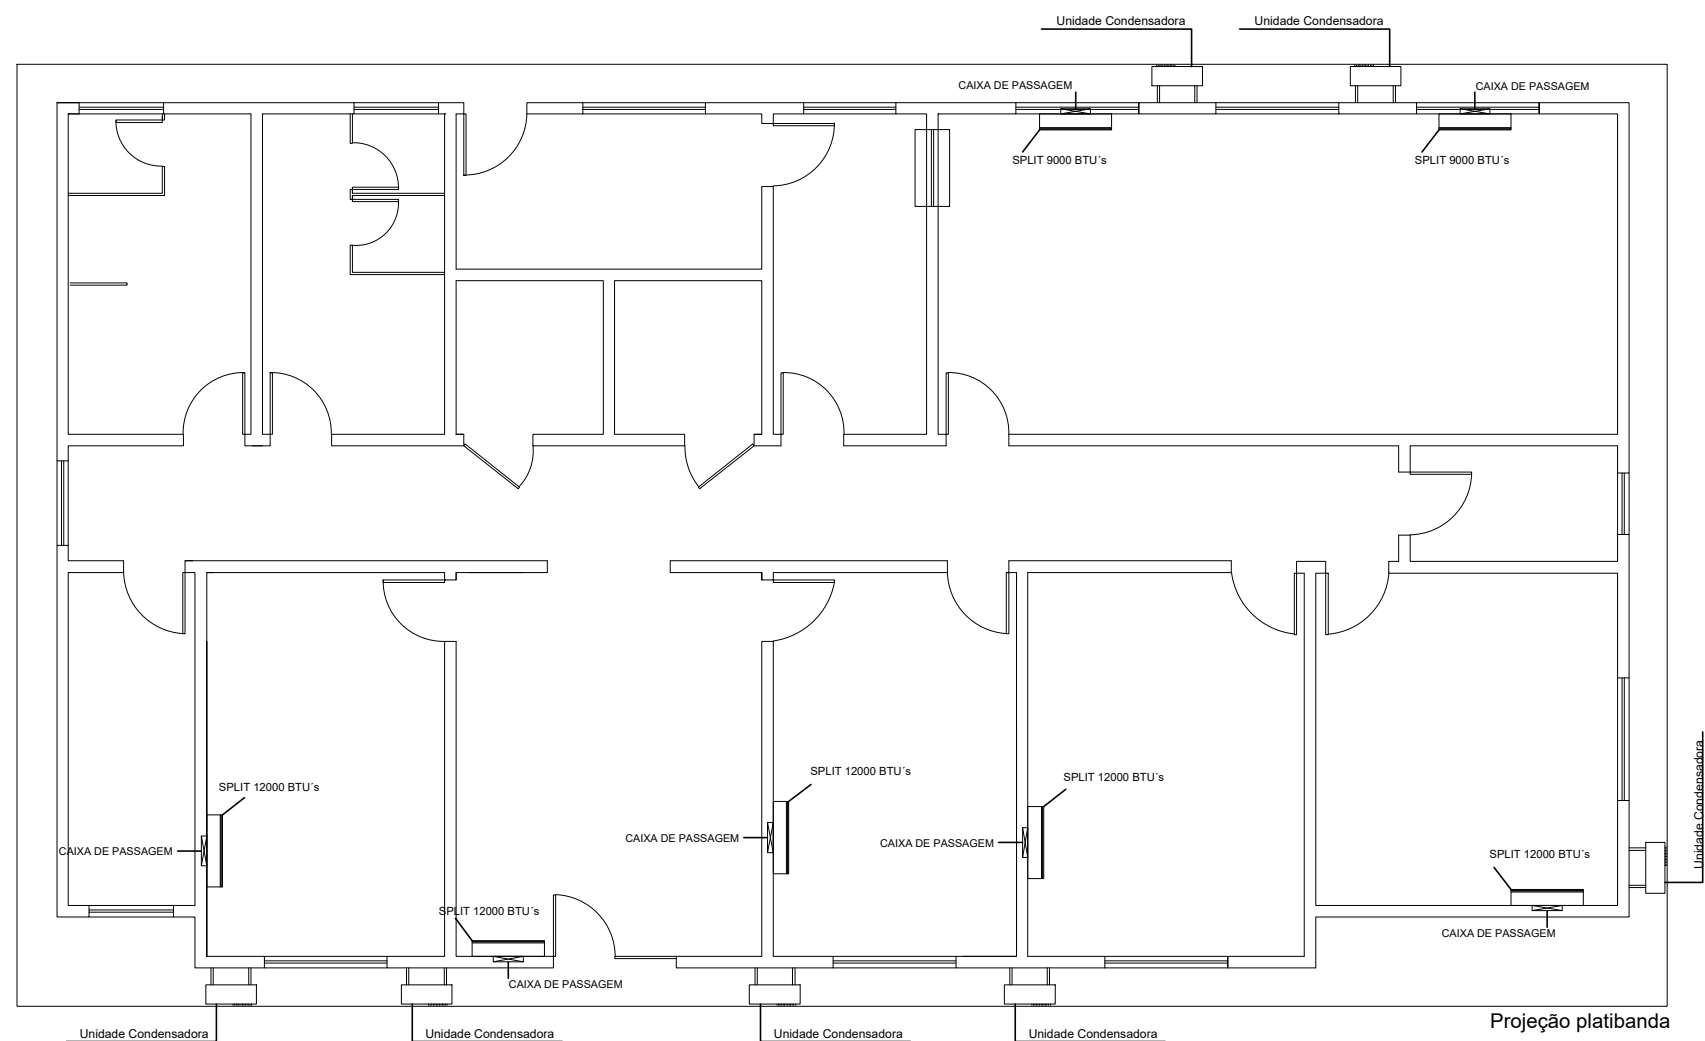 Unidade Condensadora
Unidade Condensadora
CAIXA DE PASSAGEM
CAIXA DE PASSAGEM
SPLIT 9000 BTU´s
SPLIT 9000 BTU´s
SPLIT 12000 BTU´s
SPLIT 12000 BTU´s
SPLIT 12000 BTU´s
Unidade Condensadora
CAIXA DE PASSAGEM
CAIXA DE PASSAGEM
CAIXA DE PASSAGEM
SPLIT 12000 BTU´s
SPLIT 12000 BTU´s
CAIXA DE PASSAGEM
CAIXA DE PASSAGEM
Projeção platibanda
Unidade Condensadora
Unidade Condensadora
Unidade Condensadora
Unidade Condensadora